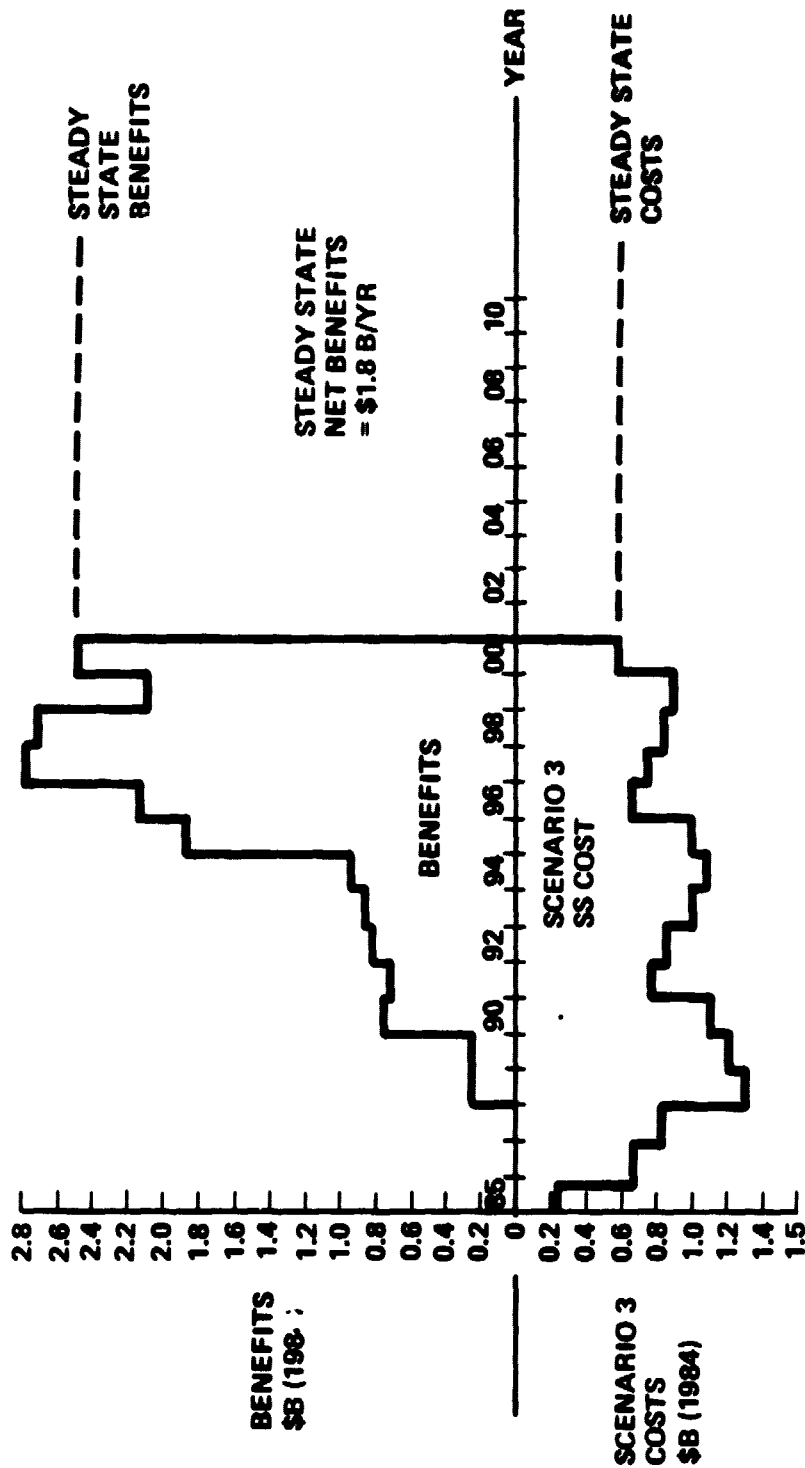 BENEFITS
$B (198
2.8
2.6
2.4
2.2
2.0
1.8
1.6
1.4
1.2
1.0
0.8
0.6
0.4
0.2
0
0.2
0.4
0.6
0.8
1.0
1.2
1.4
1.5
SCENARIO 3
COSTS
$B (1984)
85
90
92
94
96
98
00
02
04
06
08
10
YEAR
BENEFITS
SCENARIO 3
SS COST
STEADY STATE
NET BENEFITS
= $1.8 B/YR
STEADY
STATE
BENEFITS
STEADY STATE
COSTS